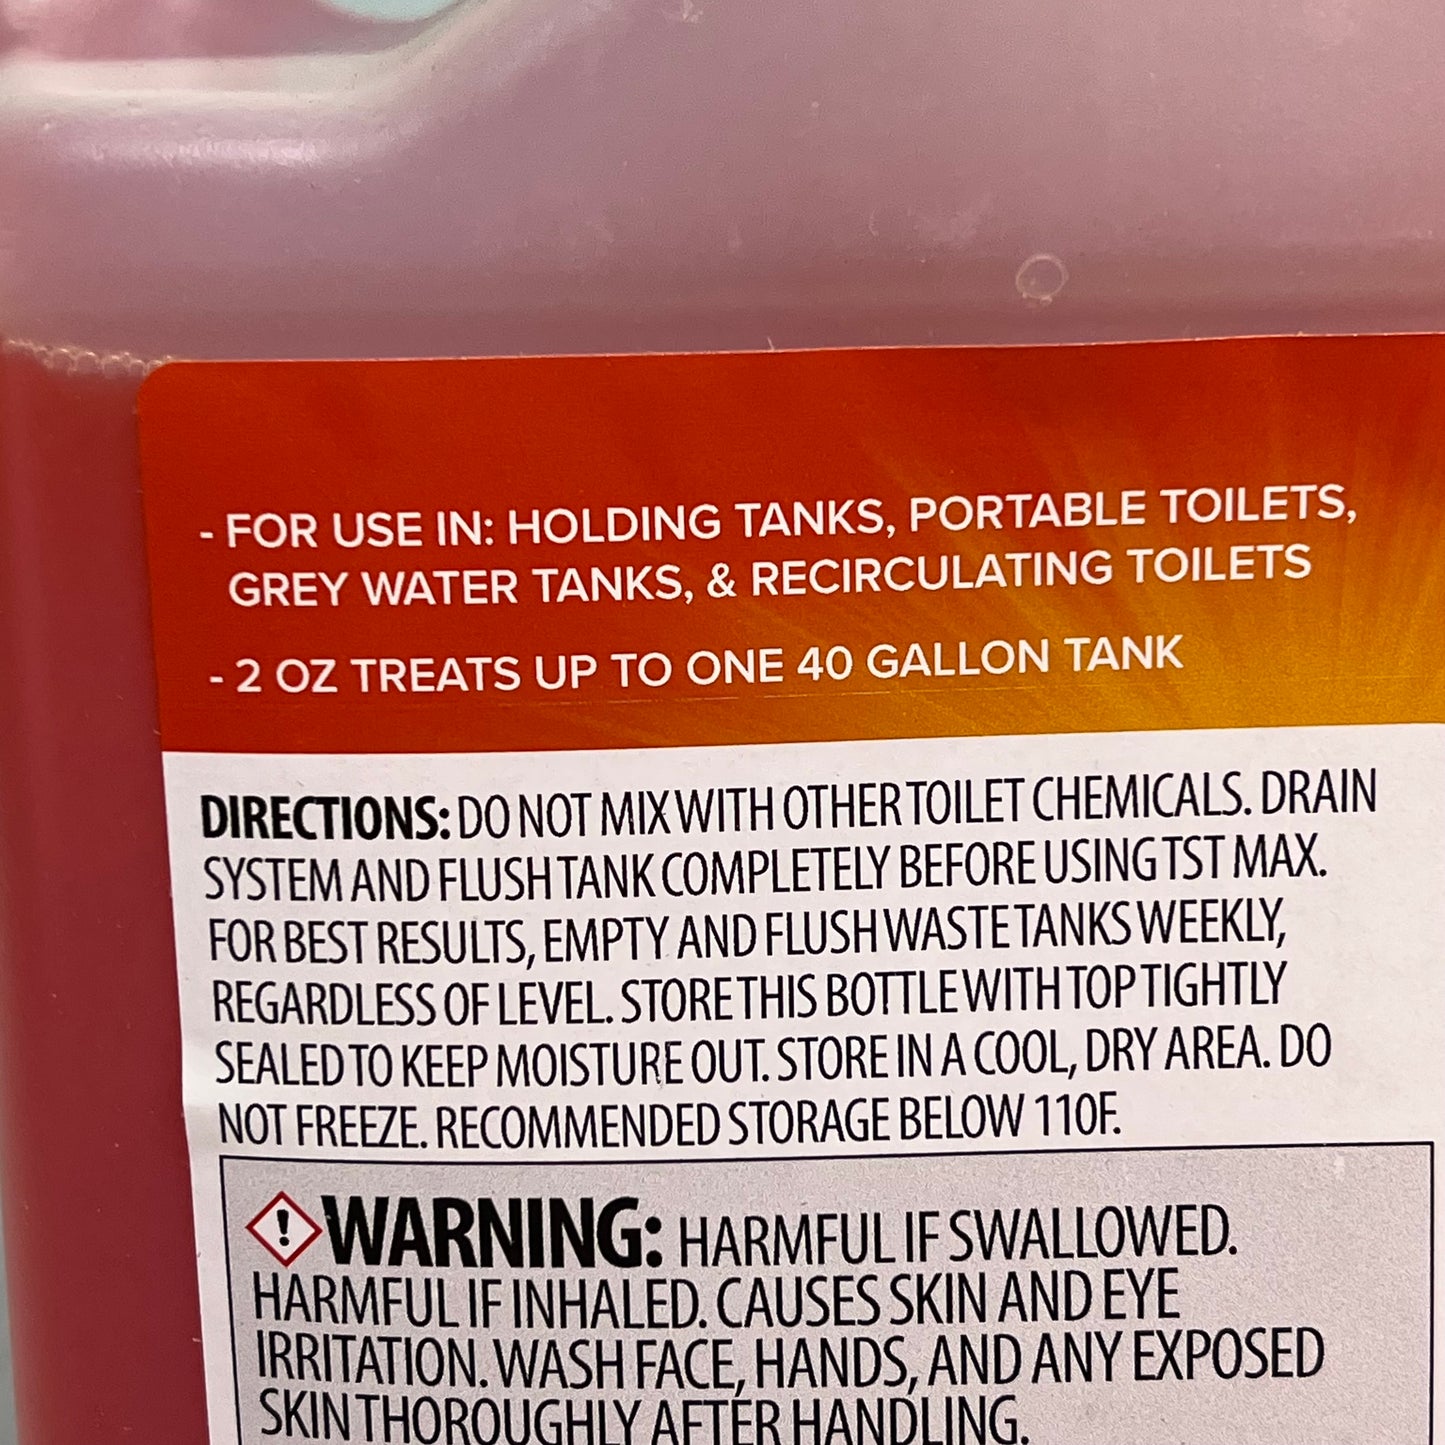 - FOR USE IN: HOLDING TANKS, PORTABLE TOILETS,
GREY WATER TANKS, & RECIRCULATING TOILETS
- 2 OZ TREATS UP TO ONE 40 GALLON TANK
DIRECTIONS: DO NOT MIX WITH OTHER TOILET CHEMICALS. DRAIN
SYSTEM AND FLUSH TANK COMPLETELY BEFORE USING TST MAX.
FOR BEST RESULTS, EMPTY AND FLUSH WASTE TANKS WEEKLY,
REGARDLESS OF LEVEL. STORE THIS BOTTLE WITH TOP TIGHTLY
SEALED TO KEEP MOISTURE OUT. STORE IN A COOL, DRY AREA. DO
NOT FREEZE. RECOMMENDED STORAGE BELOW 110F.
WARNING: HARMFUL IF SWALLOWED.
HARMFUL IF INHALED. CAUSES SKIN AND EYE
IRRITATION. WASH FACE, HANDS, AND ANY EXPOSED
SKIN THOROUGHLY AFTER HANDLING.